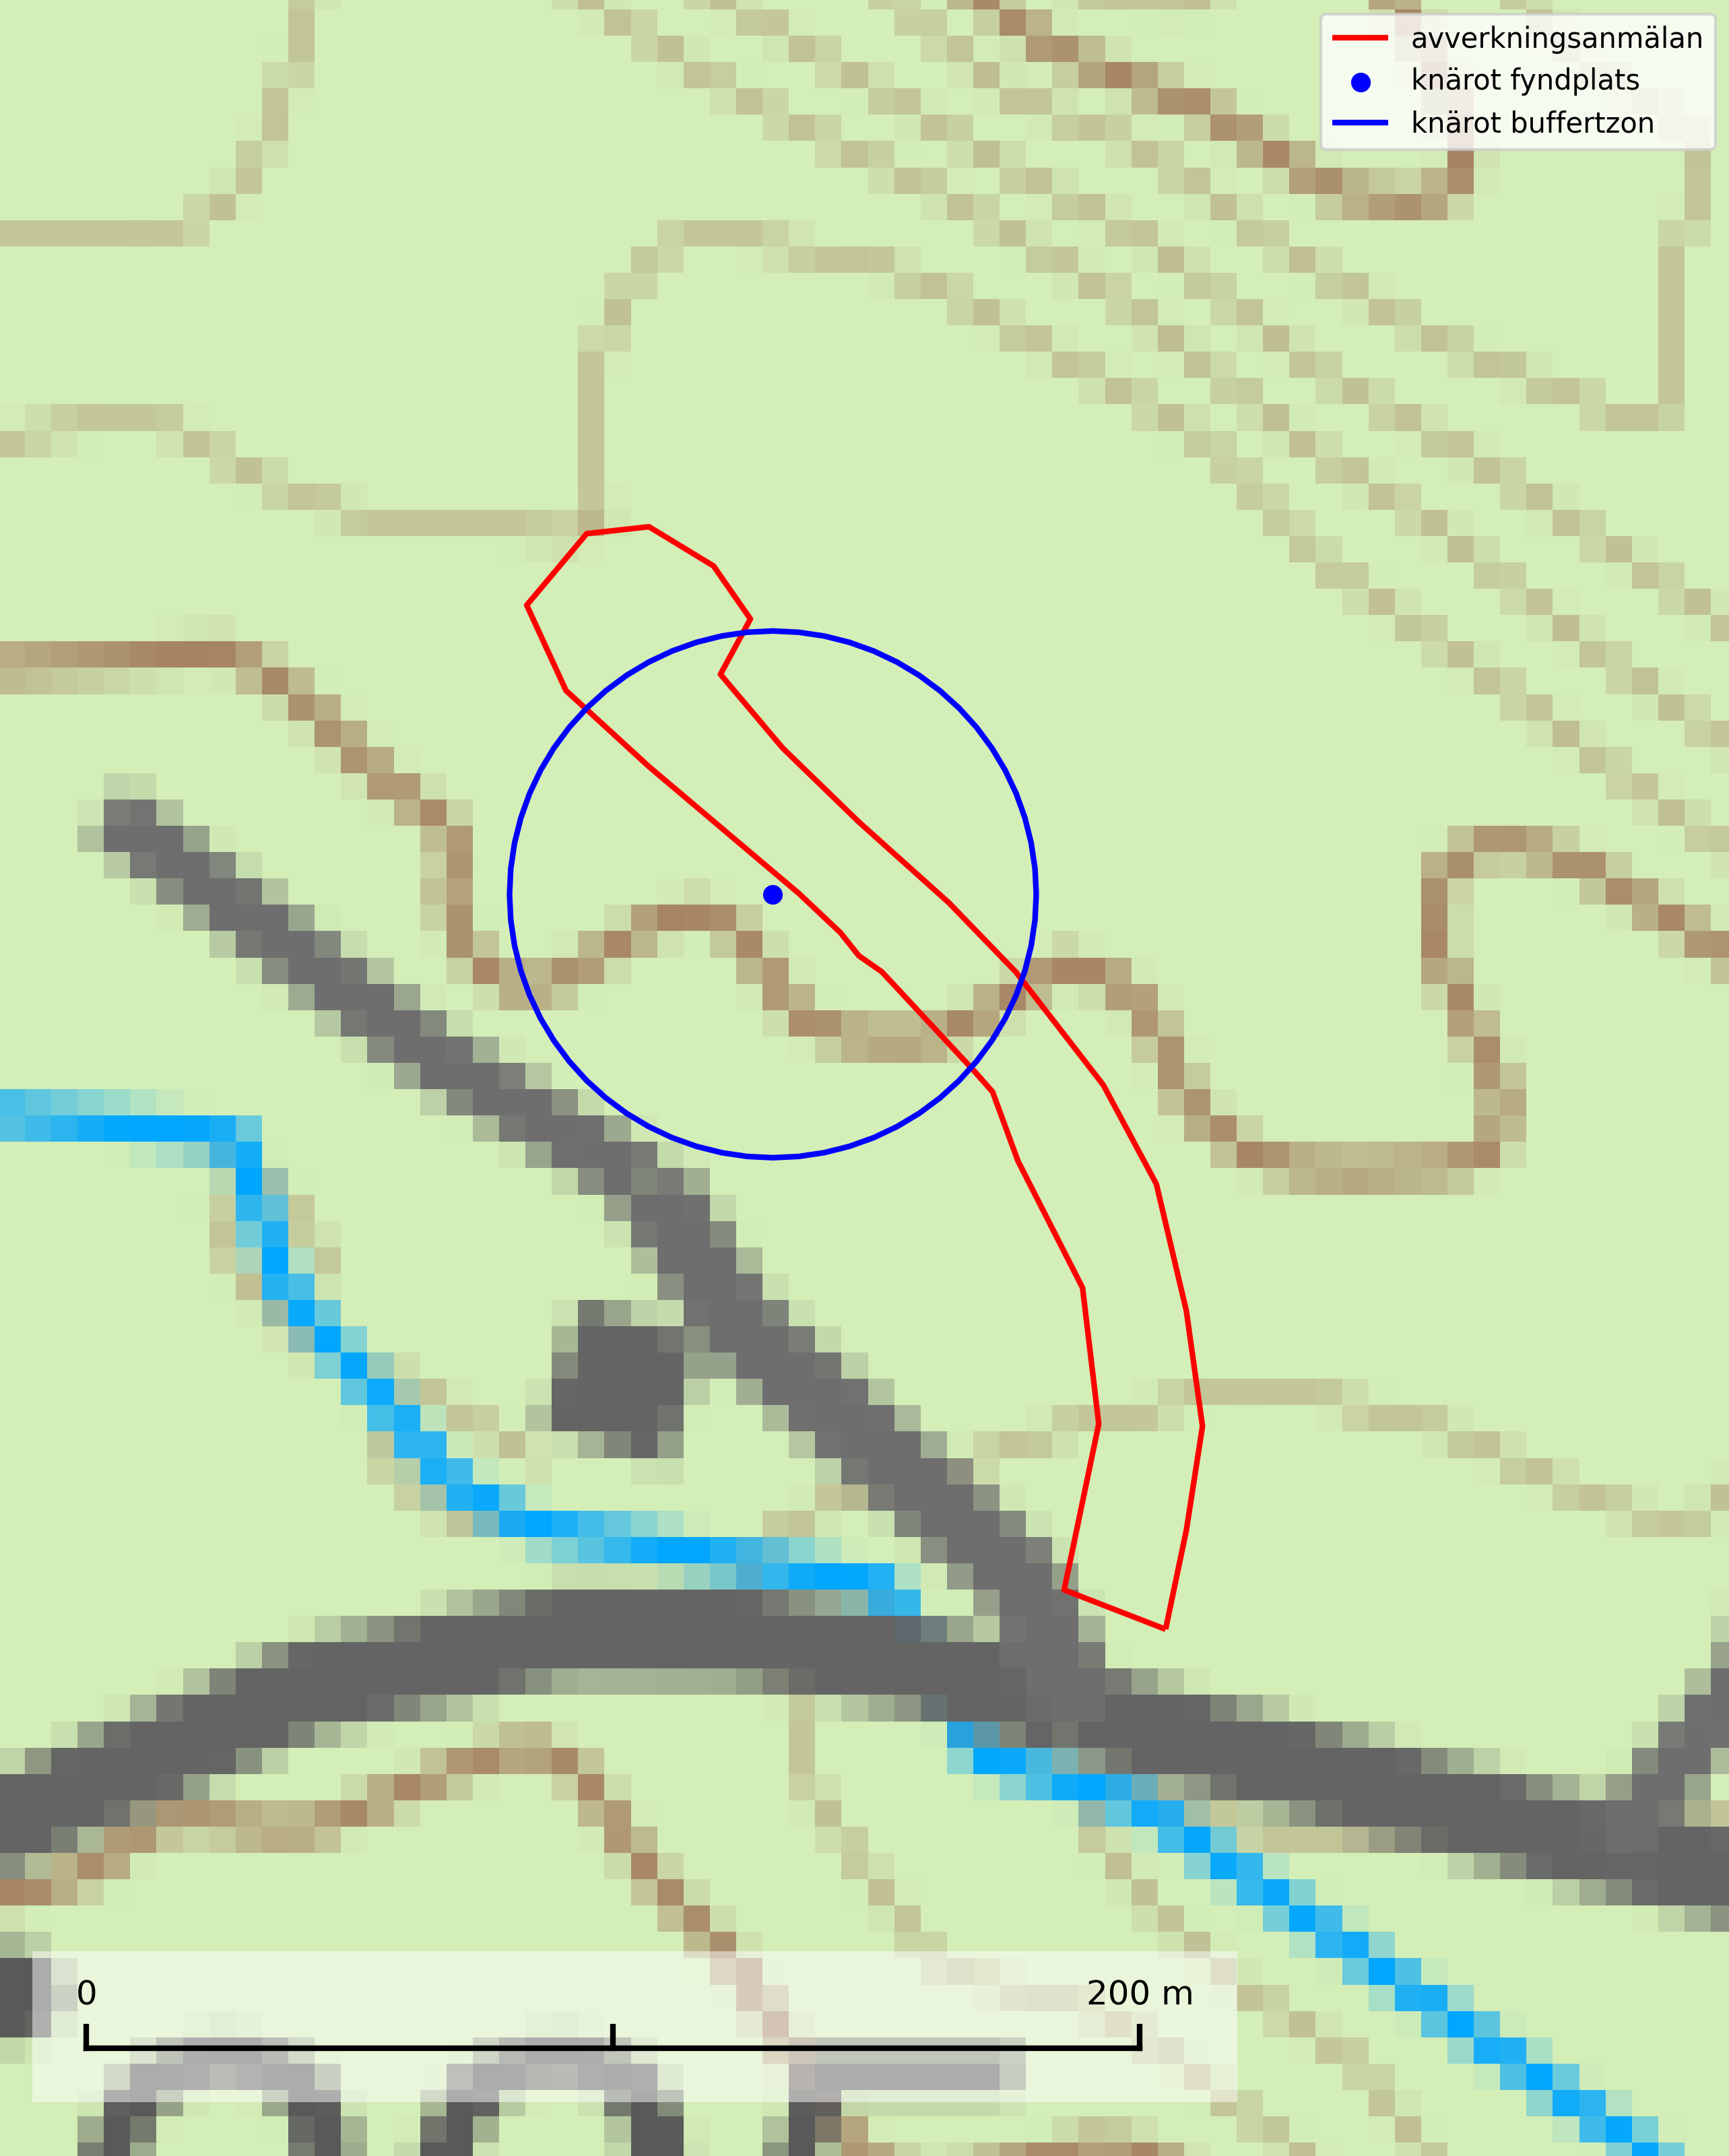 avverkningsanmälan
knärot fyndplats
knärot buffertzon
0 200 m